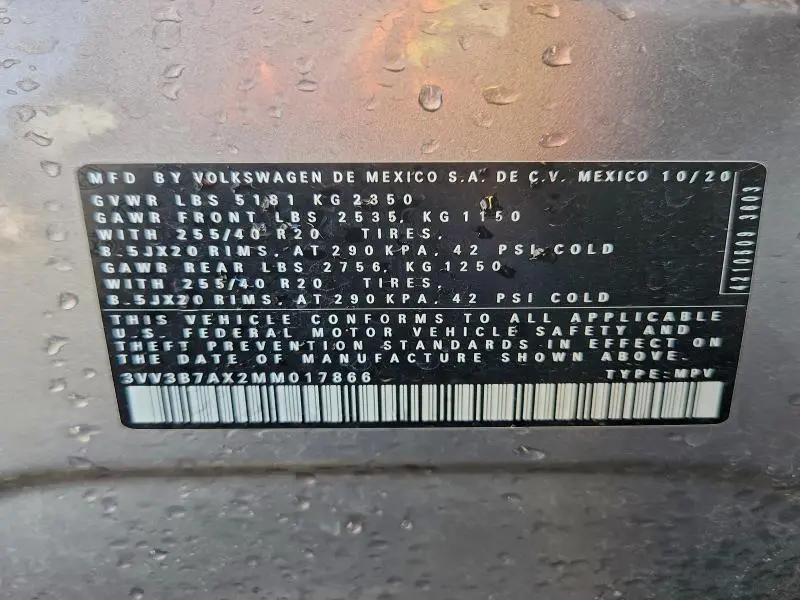 MFD BY VOLKSWAGEN DE MEXICO S.A. DE C.V. MEXICO 10/20
GVWR LBS 5181 KG 2350
GAWR FRONT LBS 2535, KG 1150
WITH 255/40 R20 TIRES,
8.5JX20 RIMS, AT 290 KPA, 42 PSI COLD
GAWR REAR LBS 2756, KG 1250
WITH 255/40 R20 TIRES,
8.5JX20 RIMS, AT 290 KPA, 42 PSI COLD
THIS VEHICLE CONFORMS TO ALL APPLICABLE
U.S. FEDERAL MOTOR VEHICLE SAFETY AND
THEFT PREVENTION STANDARDS IN EFFECT ON
THE DATE OF MANUFACTURE SHOWN ABOVE.
3VV3B7AX2MM017866 TYPE: MPV
4210509 3603